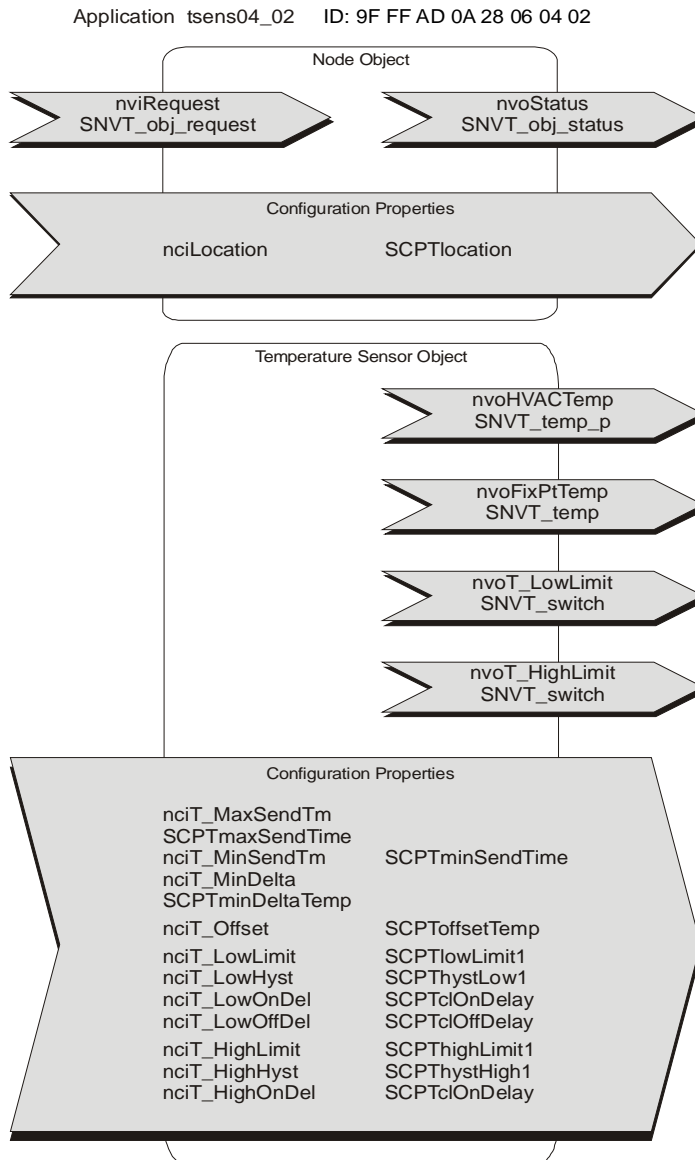 Application tsens04_02 ID: 9F FF AD 0A 28 06 04 02
Node Object
nviRequest
SNVT_obj_request
nvoStatus
SNVT_obj_status
Configuration Properties
nciLocation SCPTlocation
Temperature Sensor Object
nvoHVACTemp
SNVT_temp_p
nvoFixPtTemp
SNVT_temp
nvoT_LowLimit
SNVT_switch
nvoT_HighLimit
SNVT_switch
Configuration Properties
nciT_MaxSendTm
SCPTmaxSendTime
nciT_MinSendTm SCPTminSendTime
nciT_MinDelta
SCPTminDeltaTemp
nciT_Offset SCPToffsetTemp
nciT_LowLimit SCPTlowLimit1
nciT_LowHyst SCPThystLow1
nciT_LowOnDel SCPTclOnDelay
nciT_LowOffDel SCPTclOffDelay
nciT_HighLimit SCPThighLimit1
nciT_HighHyst SCPThystHigh1
nciT_HighOnDel SCPTclOnDelay